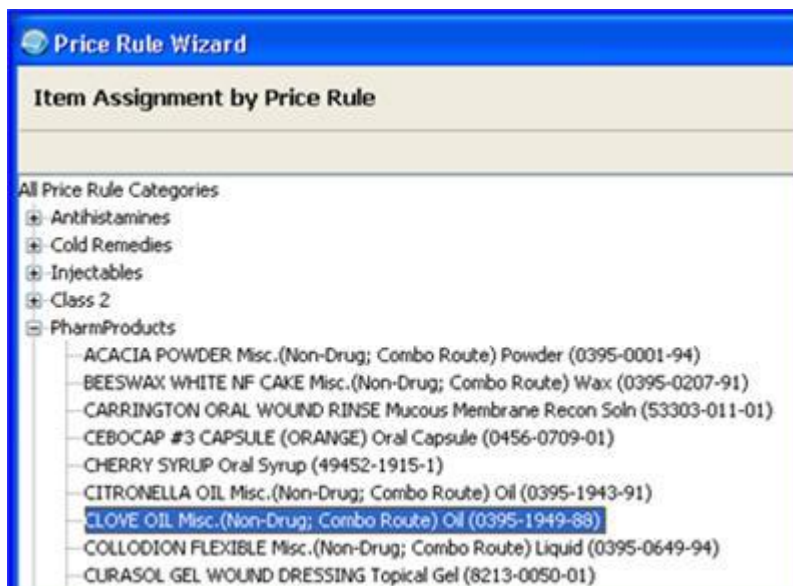 Price Rule Wizard
Item Assignment by Price Rule
All Price Rule Categories
Antihistamines
Cold Remedies
Injectables
Class 2
PharmProducts
ACACIA POWDER Misc.(Non-Drug; Combo Route) Powder (0395-0001-94)
BEESWAX WHITE NF CAKE Misc.(Non-Drug; Combo Route) Wax (0395-0207-91)
CARRINGTON ORAL WOUND RINSE Mucous Membrane Recon Soln (53303-011-01)
CEBOCAP #3 CAPSULE (ORANGE) Oral Capsule (0456-0709-01)
CHERRY SYRUP Oral Syrup (49452-1915-1)
CITRONELLA OIL Misc.(Non-Drug; Combo Route) Oil (0395-1943-91)
CLOVE OIL Misc.(Non-Drug; Combo Route) Oil (0395-1949-88)
COLLODION FLEXIBLE Misc.(Non-Drug; Combo Route) Liquid (0395-0649-94)
CURASOL GEL WOUND DRESSING Topical Gel (8213-0050-01)